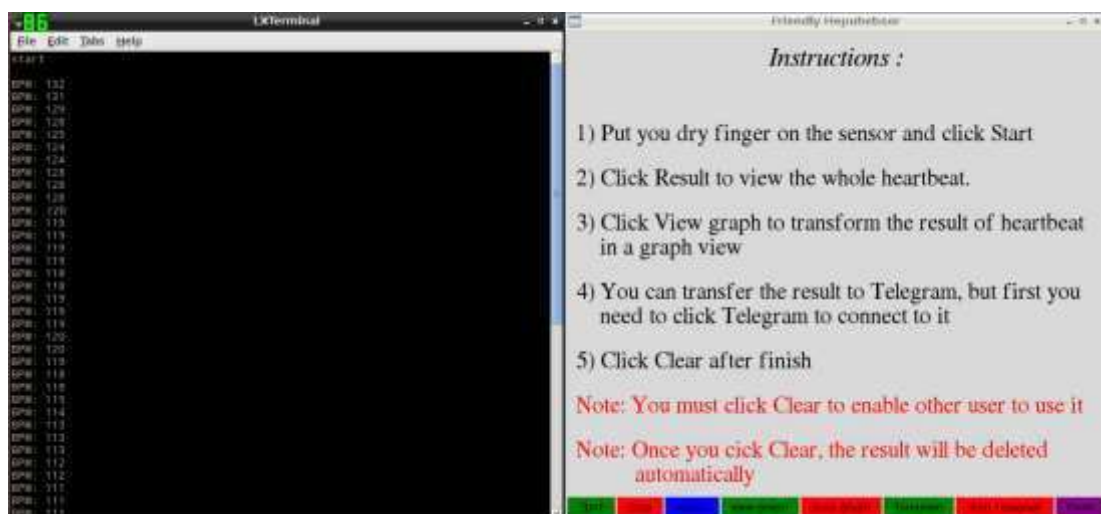 86
LXTerminal
File Edit Tabs Help
start
BPM: 132
BPM: 131
BPM: 129
BPM:
BPM: 125
BPM: 124
BPM: 124
BPM:
BPM:
BPM:
BPM: 120
BPM: 119
BPM: 119
BPM: 119
BPM: 119
BPM: 118
BPM: 118
BPM: 119
BPM: 119
BPM: 119
BPM: 120
BPM: 120
BPM: 119
BPM: 118
BPM: 116
BPM: 115
BPM: 114
BPM: 113
BPM: 113
BPM: 113
BPM: 112
BPM: 112
BPM: 111
BPM: 111
Friendly
Instructions :
1) Put you dry finger on the sensor and click Start
2) Click Result to view the whole heartbeat.
3) Click View graph to transform the result of heartbeat
in a graph view
4) You can transfer the result to Telegram, but first you
need to click Telegram to connect to it
5) Click Clear after finish
Note: You must click Clear to enable other user to use it
Note: Once you cick Clear, the result will be deleted
automatically